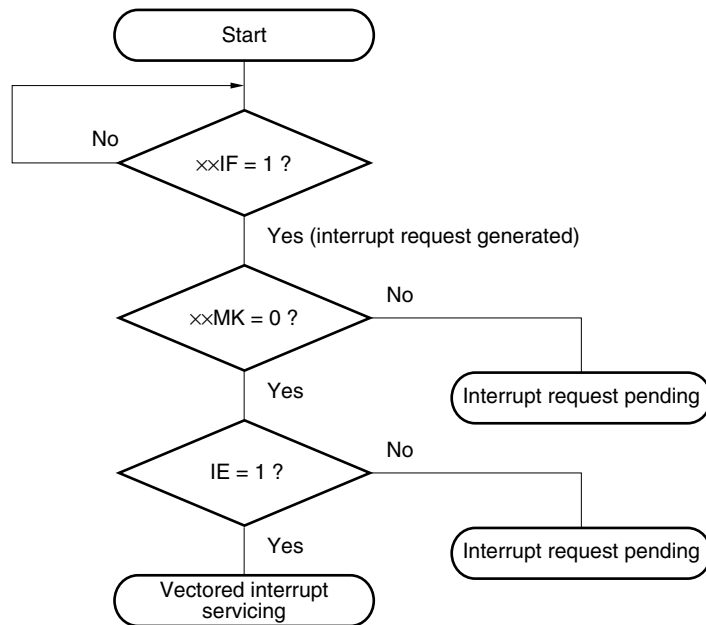 Start
No
××IF = 1 ?
Yes (interrupt request generated)
××MK = 0 ?
No
Interrupt request pending
Yes
IE = 1 ?
No
Interrupt request pending
Yes
Vectored interrupt
servicing